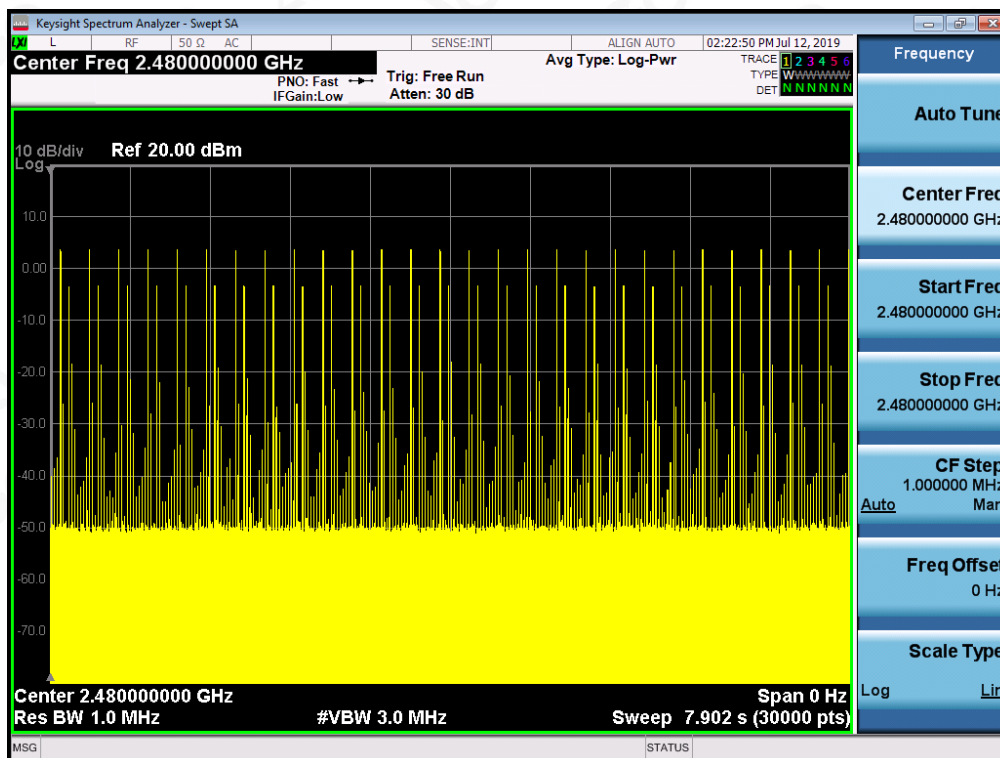 Keysight Spectrum Analyzer - Swept SA
LXI L RF 50 Ω AC SENSE:INT ALIGN AUTO 02:22:50 PM Jul 12, 2019
Center Freq 2.480000000 GHz
PNO: Fast
IFGain:Low
Trig: Free Run
Atten: 30 dB
Avg Type: Log-Pwr
TRACE 1 2 3 4 5 6
TYPE W
DET N N N N N N
10 dB/div
Log
Ref 20.00 dBm
10.0
0.00
-10.0
-20.0
-30.0
-40.0
-50.0
-60.0
-70.0
Center 2.480000000 GHz
Span 0 Hz
Res BW 1.0 MHz
#VBW 3.0 MHz
Sweep 7.902 s (30000 pts)
MSG
STATUS
Frequency
Auto Tune
Center Freq
2.480000000 GHz
Start Freq
2.480000000 GHz
Stop Freq
2.480000000 GHz
CF Step
1.000000 MHz
Auto Man
Freq Offset
0 Hz
Scale Type
Log Lin